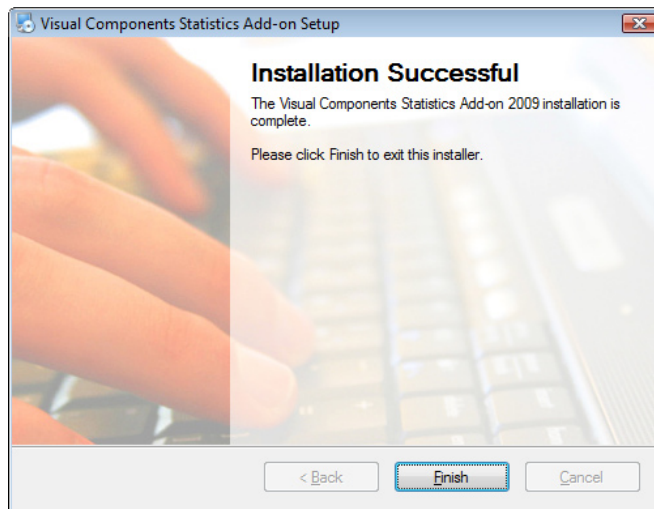 Visual Components Statistics Add-on Setup
Installation Successful
The Visual Components Statistics Add-on 2009 installation is
complete.
Please click Finish to exit this installer.
< Back Finish Cancel